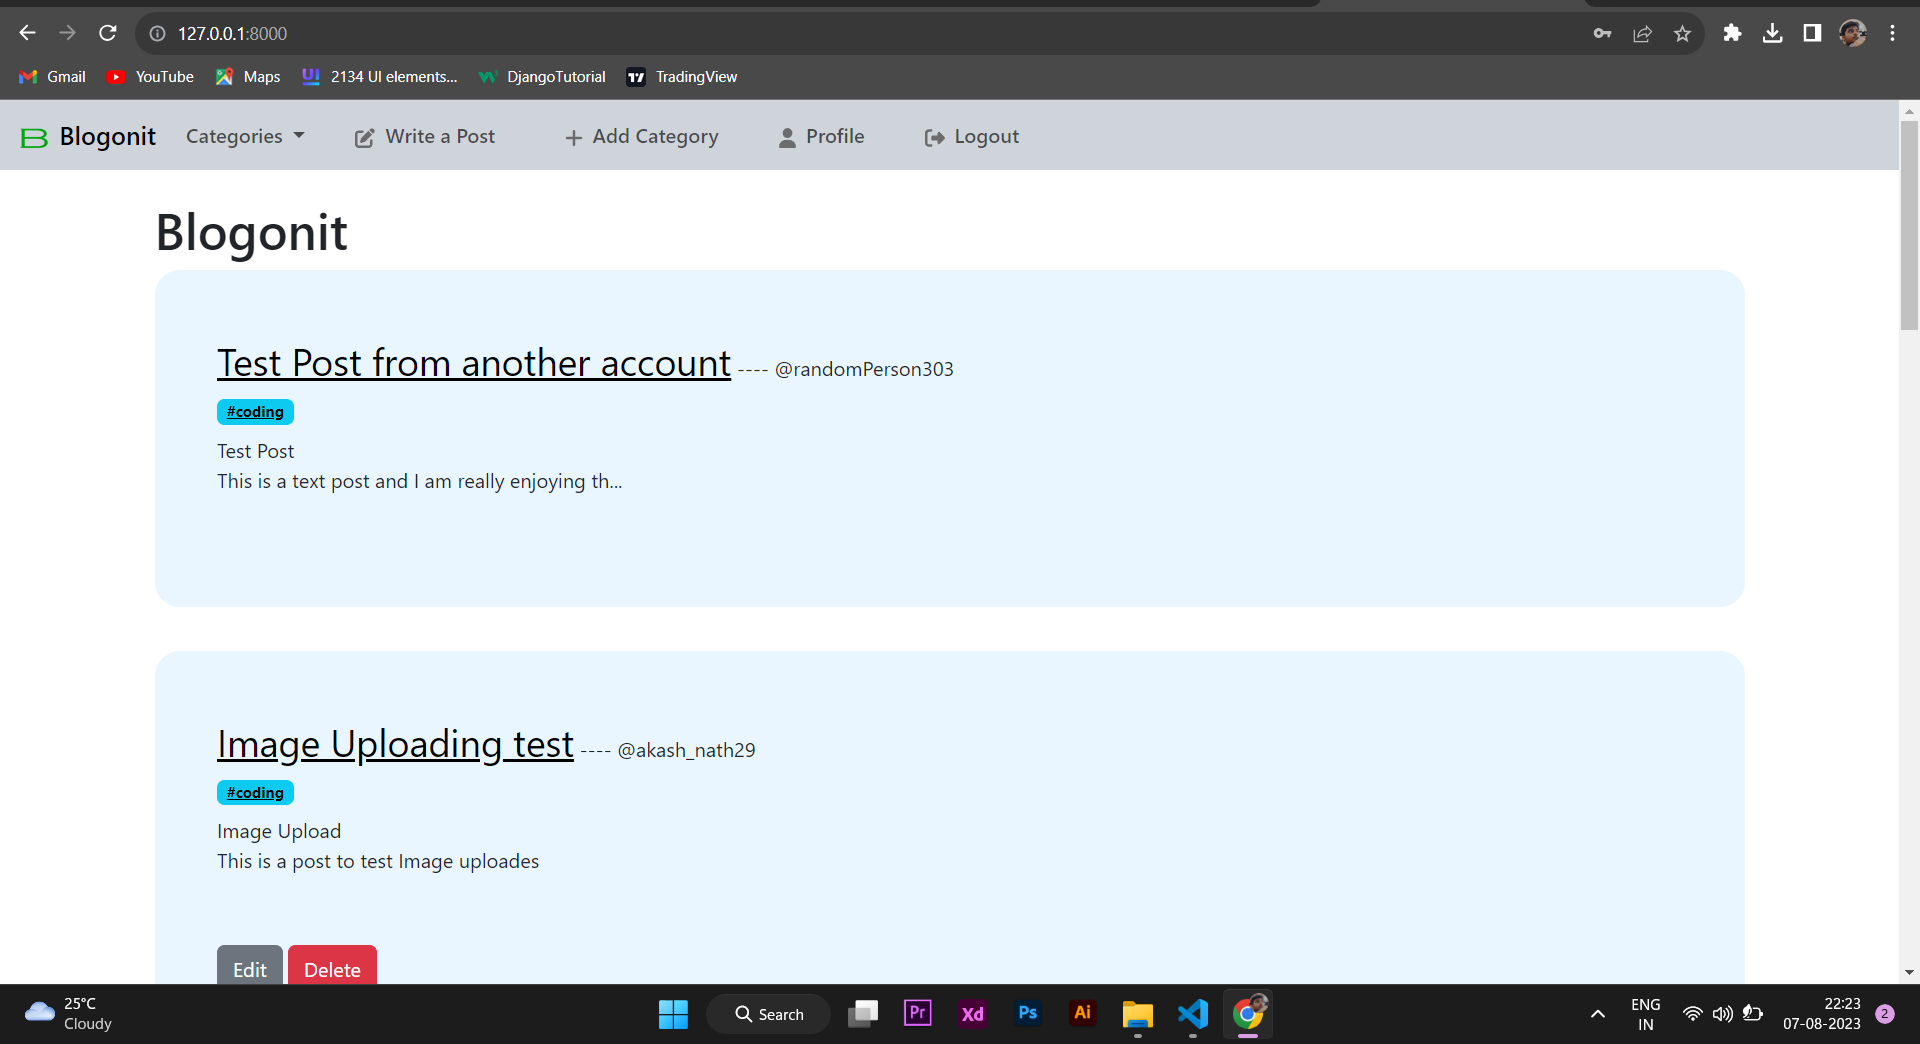 127.0.0.1:8000
Gmail YouTube Maps 2134 UI elements... DjangoTutorial TradingView
Blogonit Categories Write a Post Add Category Profile Logout
Blogonit
Test Post from another account ---- @randomPerson303
#coding
Test Post
This is a text post and I am really enjoying th...
Image Uploading test ---- @akash_nath29
#coding
Image Upload
This is a post to test Image uploades
Edit Delete
25°C
Cloudy
Search
Pr Xd Ps Ai
ENG
IN
22:23
07-08-2023
2